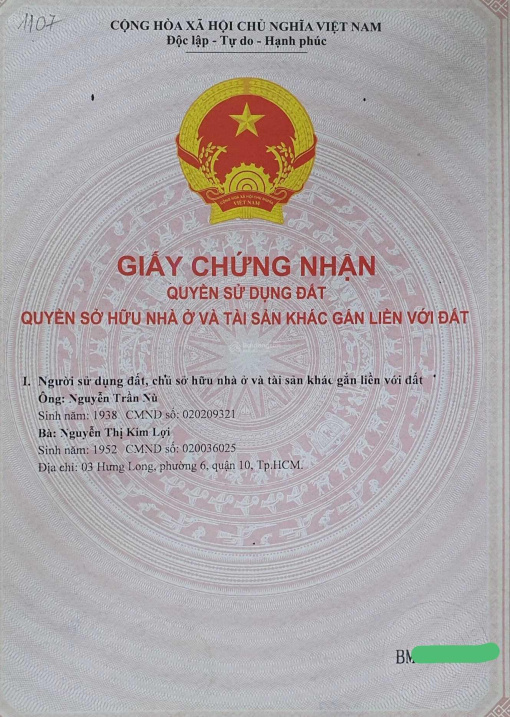 1107
CỘNG HÒA XÃ HỘI CHỦ NGHĨA VIỆT NAM
Độc lập - Tự do - Hạnh phúc
VIỆT NAM
GIẤY CHỨNG NHẬN
QUYỀN SỬ DỤNG ĐẤT
QUYỀN SỞ HỮU NHÀ Ở VÀ TÀI SẢN KHÁC GẮN LIỀN VỚI ĐẤT
I. Người sử dụng đất, chủ sở hữu nhà ở và tài sản khác gắn liền với đất
Ông: Nguyễn Trần Nù
Sinh năm: 1938 CMND số: 020209321
Bà: Nguyễn Thị Kim Lợi
Sinh năm: 1952 CMND số: 020036025
Địa chỉ: 03 Hưng Long, phường 6, quận 10, Tp.HCM.
BM